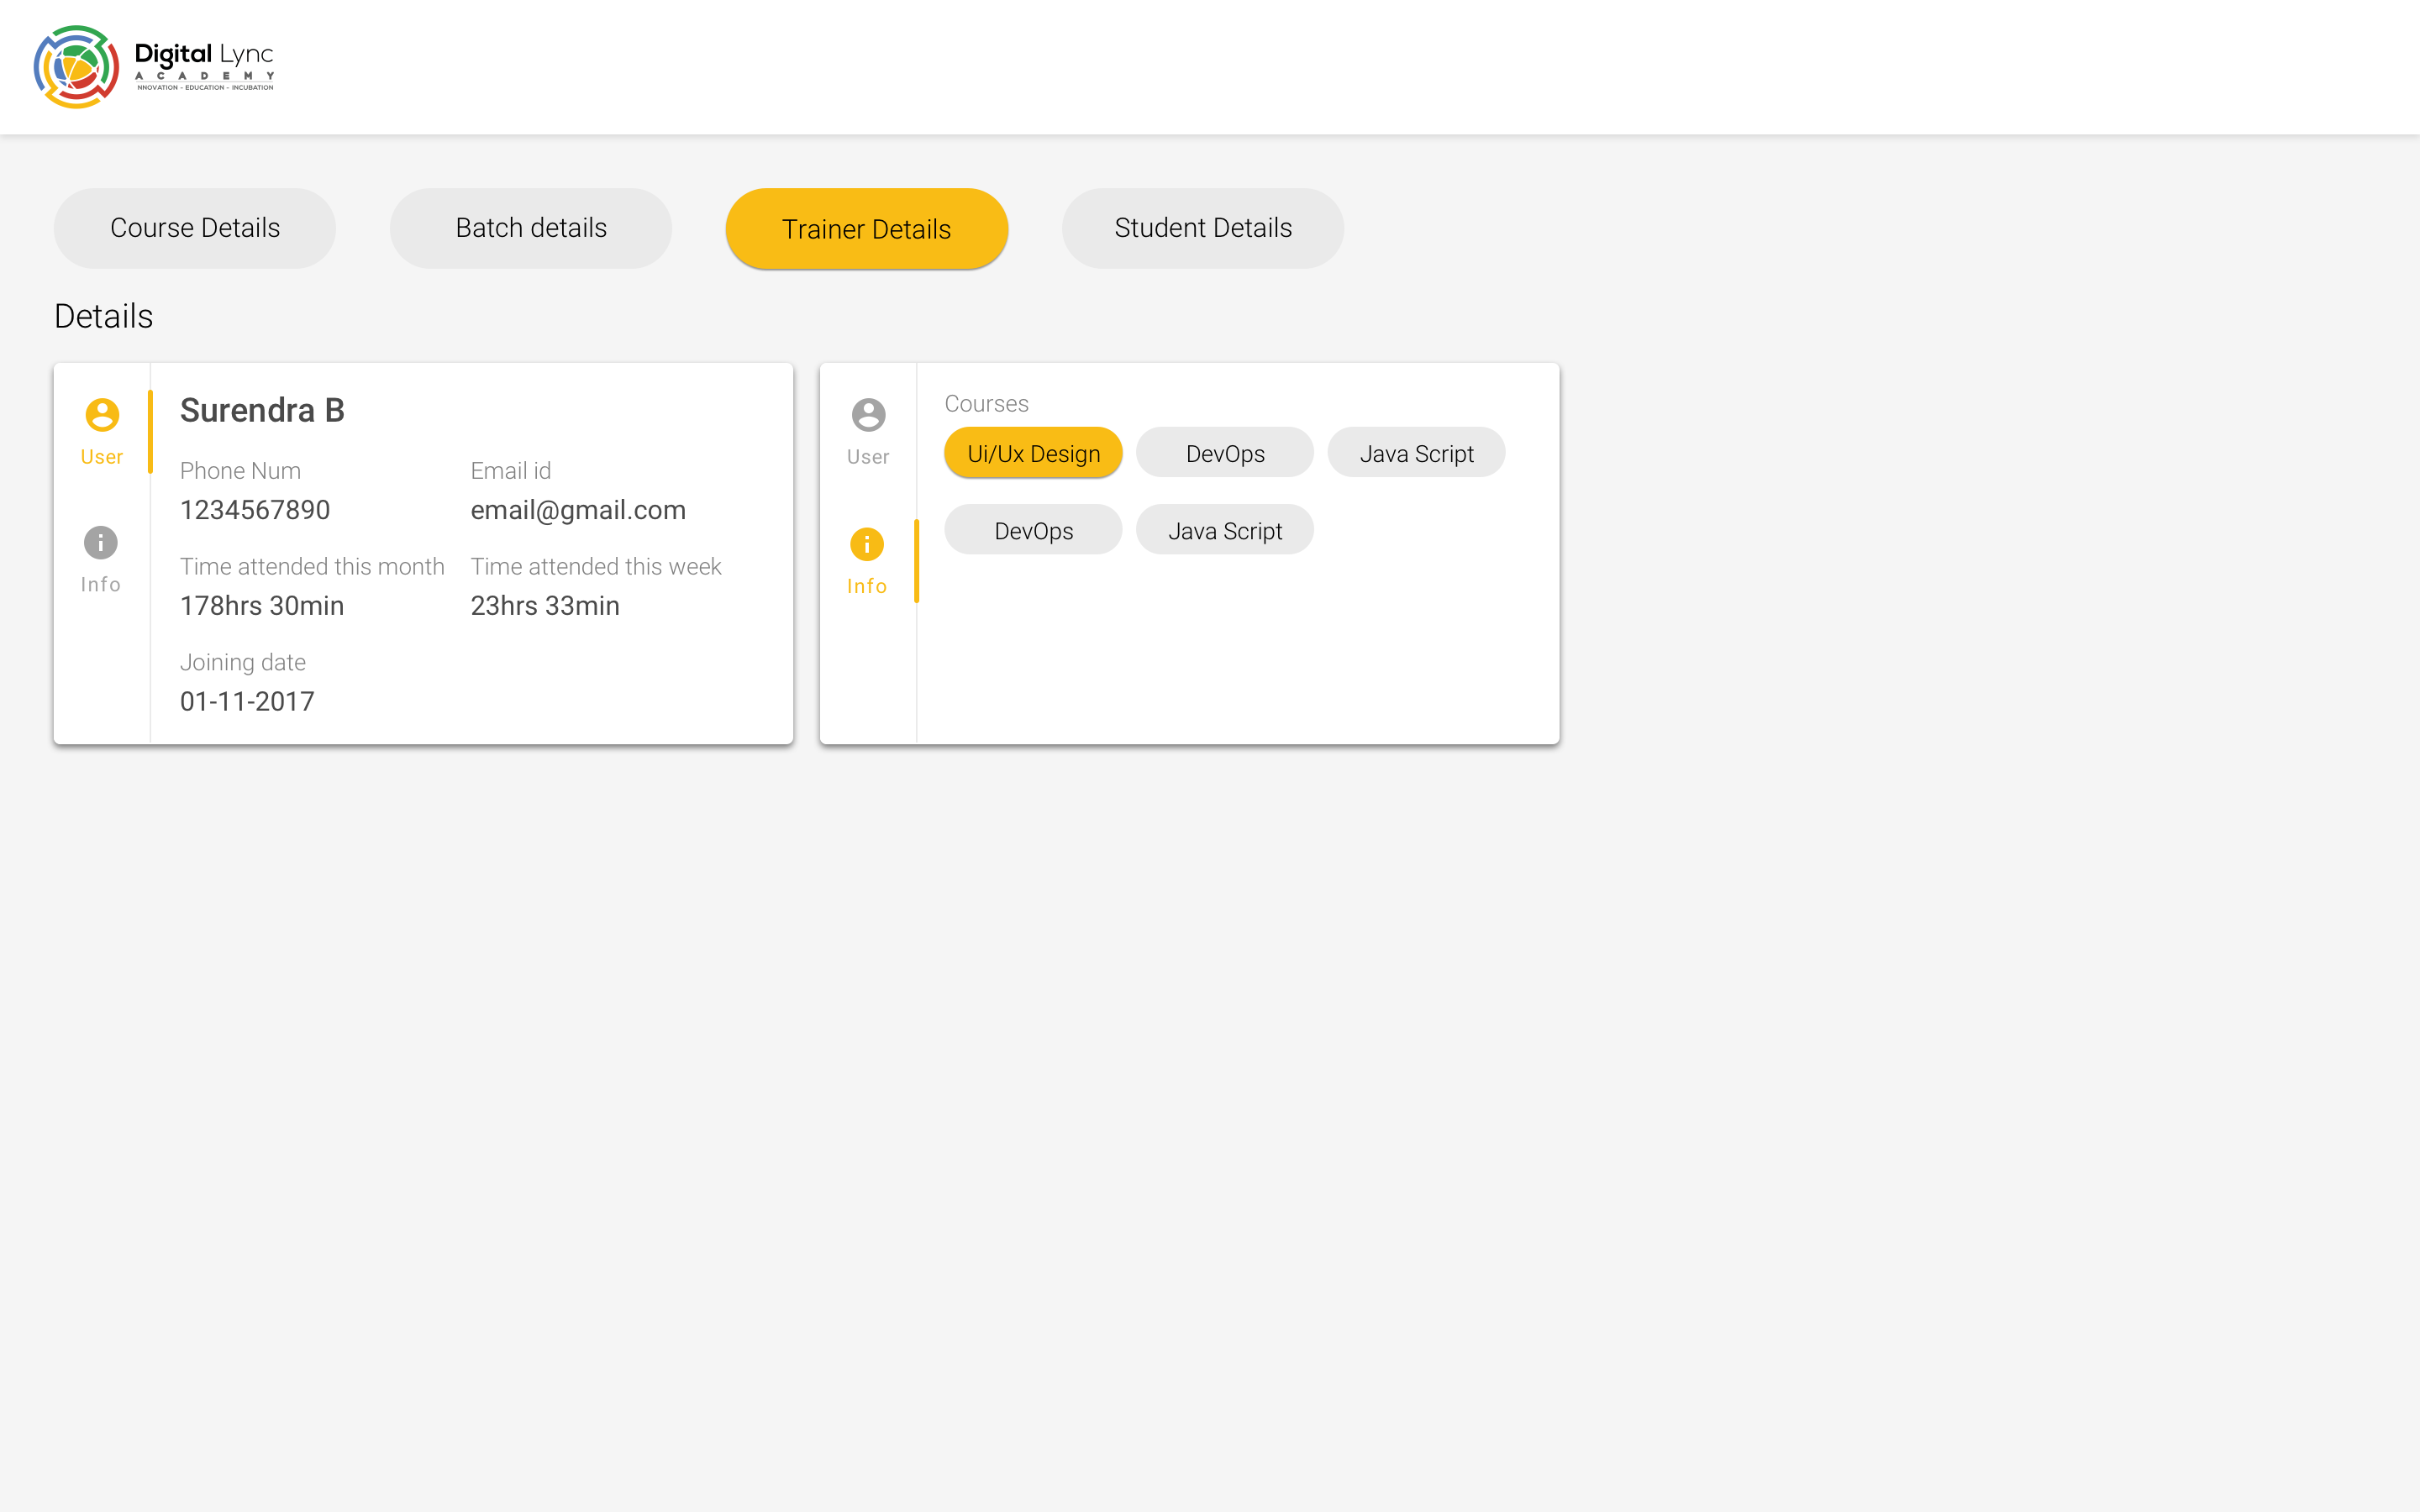 Digital Lync
ACADEMY
INNOVATION - EDUCATION - INCUBATION
Course Details
Batch details
Trainer Details
Student Details
Details
User
Info
Surendra B
Phone Num
1234567890
Email id
email@gmail.com
Time attended this month
178hrs 30min
Time attended this week
23hrs 33min
Joining date
01-11-2017
User
Info
Courses
Ui/Ux Design
DevOps
Java Script
DevOps
Java Script